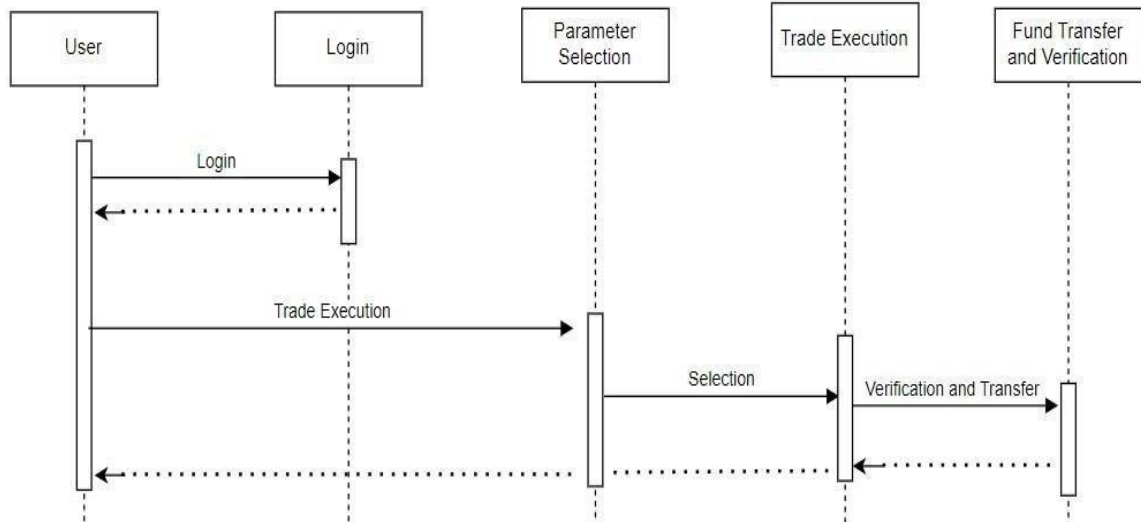 User
Login
Parameter
Selection
Trade Execution
Fund Transfer
and Verification
Login
Trade Execution
Selection
Verification and Transfer